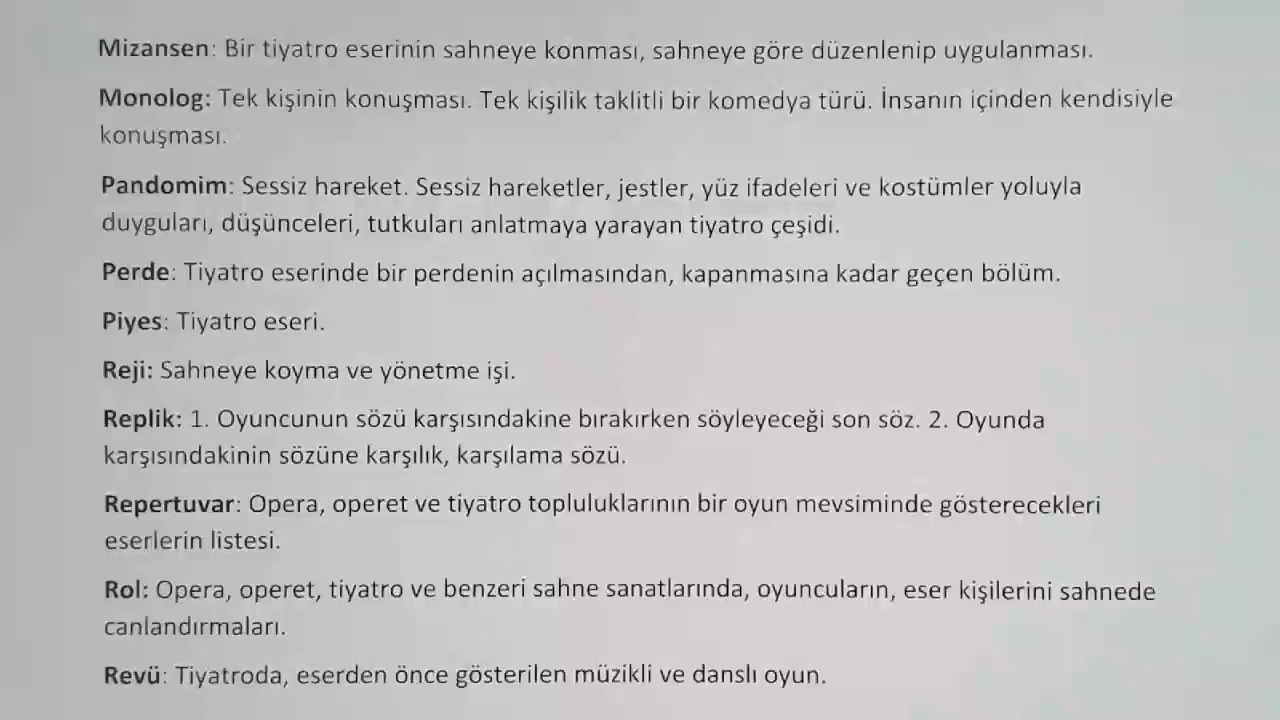 Mizansen: Bir tiyatro eserinin sahneye konması, sahneye göre düzenlenip uygulanması.
Monolog: Tek kişinin konuşması. Tek kişilik taklitli bir komedya türü. İnsanın içinden kendisiyle
konuşması.
Pandomim: Sessiz hareket. Sessiz hareketler, jestler, yüz ifadeleri ve kostümler yoluyla
duyguları, düşünceleri, tutkuları anlatmaya yarayan tiyatro çeşidi.
Perde: Tiyatro eserinde bir perdenin açılmasından, kapanmasına kadar geçen bölüm.
Piyes: Tiyatro eseri.
Reji: Sahneye koyma ve yönetme işi.
Replik: 1. Oyuncunun sözü karşısındakine bırakırken söyleyeceği son söz. 2. Oyunda
karşısındakinin sözüne karşılık, karşılama sözü.
Repertuvar: Opera, operet ve tiyatro topluluklarının bir oyun mevsiminde gösterecekleri
eserlerin listesi.
Rol: Opera, operet, tiyatro ve benzeri sahne sanatlarında, oyuncuların, eser kişilerini sahnede
canlandırmaları.
Revü: Tiyatroda, eserden önce gösterilen müzikli ve danslı oyun.